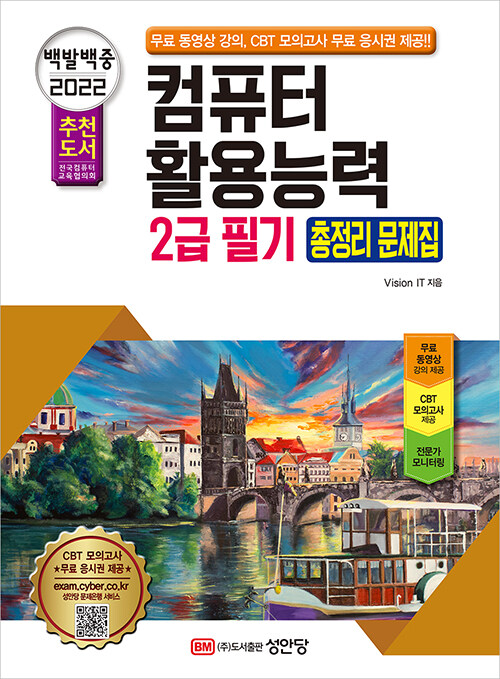 무료 동영상 강의, CBT 모의고사 무료 응시권 제공!!
백발백중
2022
추천
도서
전국컴퓨터
교육협의회
컴퓨터
활용능력
2급 필기 총정리 문제집
Vision IT 지음
무료
동영상
강의 제공
CBT
모의고사
제공
전문가
모니터링
CBT 모의고사
★무료 응시권 제공★
exam.cyber.co.kr
성안당 문제은행 서비스
BM (주)도서출판 성안당